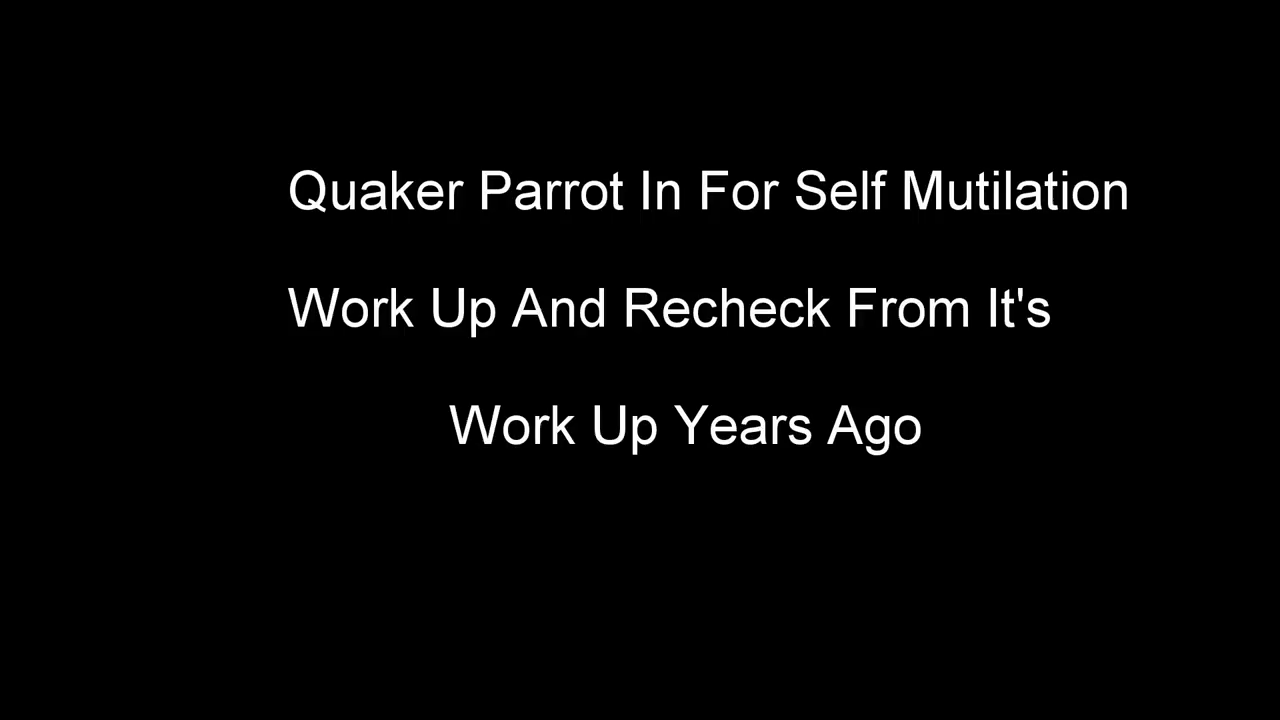 Quaker Parrot In For Self Mutilation
Work Up And Recheck From It's
Work Up Years Ago